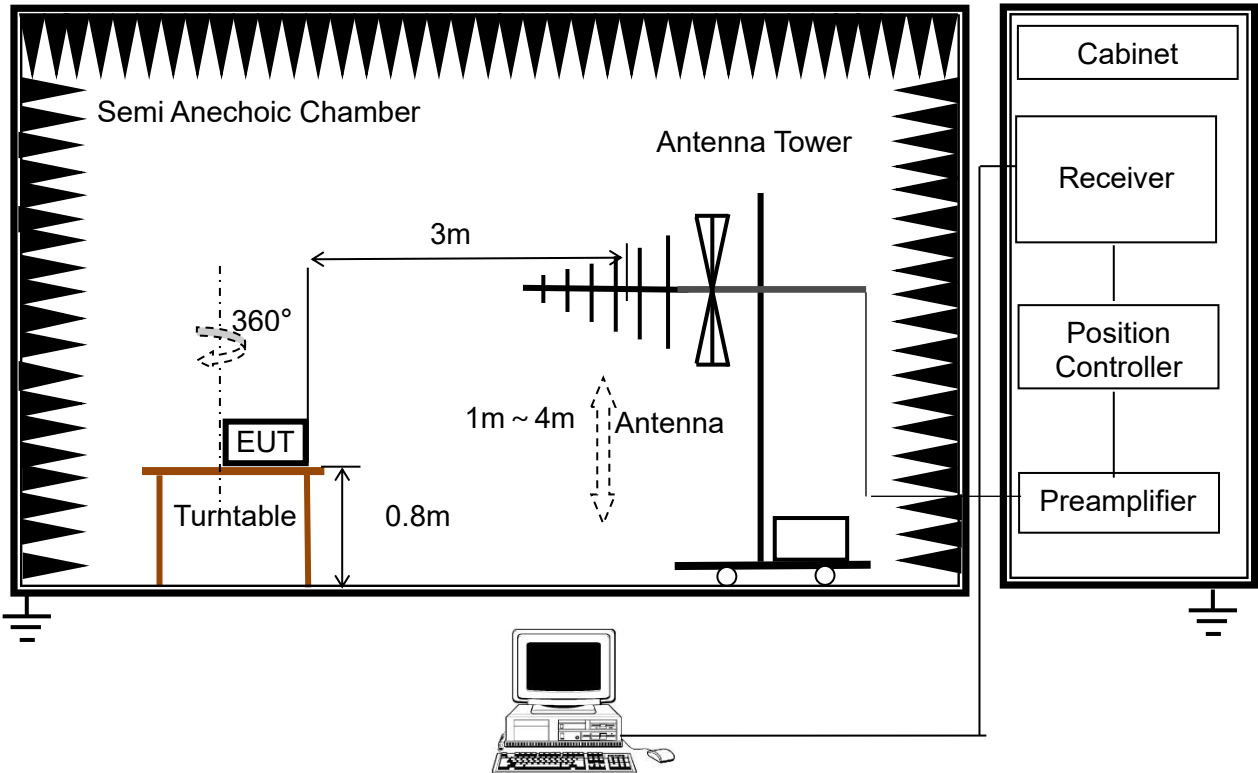 Cabinet
Semi Anechoic Chamber
Antenna Tower
Receiver
3m
360°
Position
Controller
1m ~ 4m
Antenna
EUT
Turntable
0.8m
Preamplifier